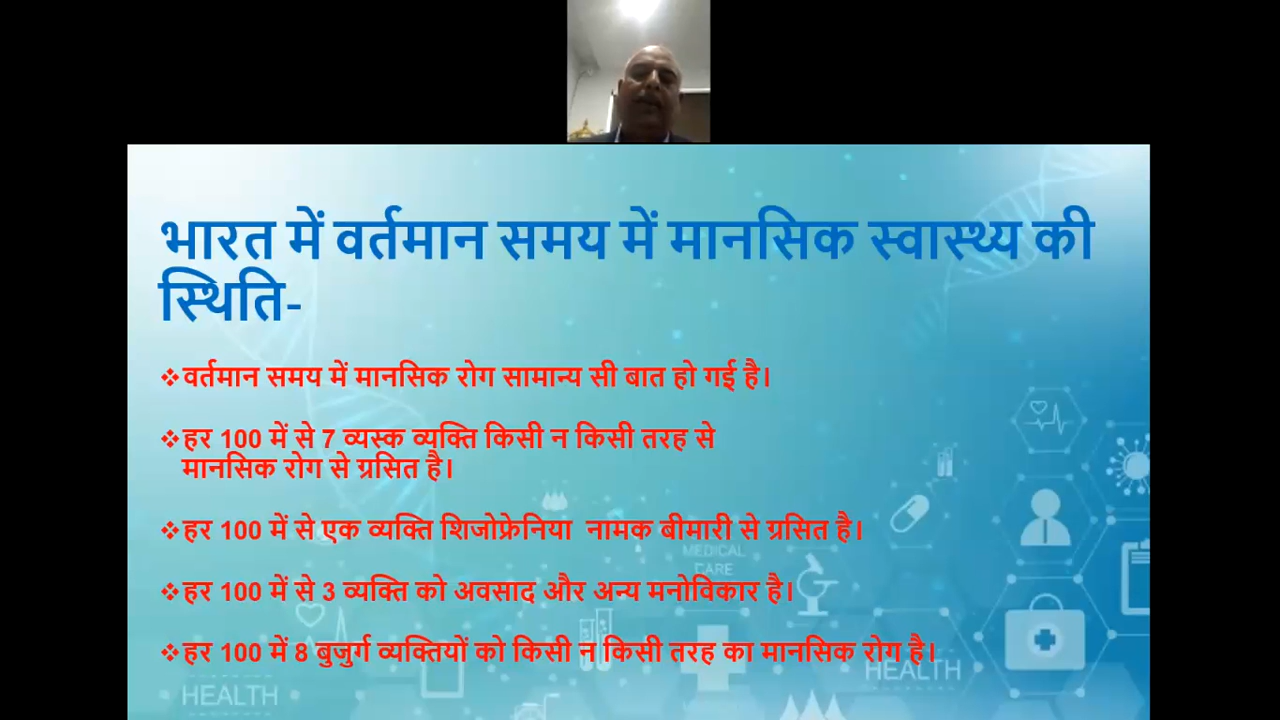 भारत में वर्तमान समय में मानसिक स्वास्थ्य की
स्थिति-
❖वर्तमान समय में मानसिक रोग सामान्य सी बात हो गई है।
❖हर 100 में से 7 व्यस्क व्यक्ति किसी न किसी तरह से
मानसिक रोग से ग्रसित है।
❖हर 100 में से एक व्यक्ति शिजोफ्रेनिया नामक बीमारी से ग्रसित है।
MEDICAL
CARE
❖हर 100 में से 3 व्यक्ति को अवसाद और अन्य मनोविकार है।
❖हर 100 में 8 बुजुर्ग व्यक्तियों को किसी न किसी तरह का मानसिक रोग है।
HEALTH
HEALTH